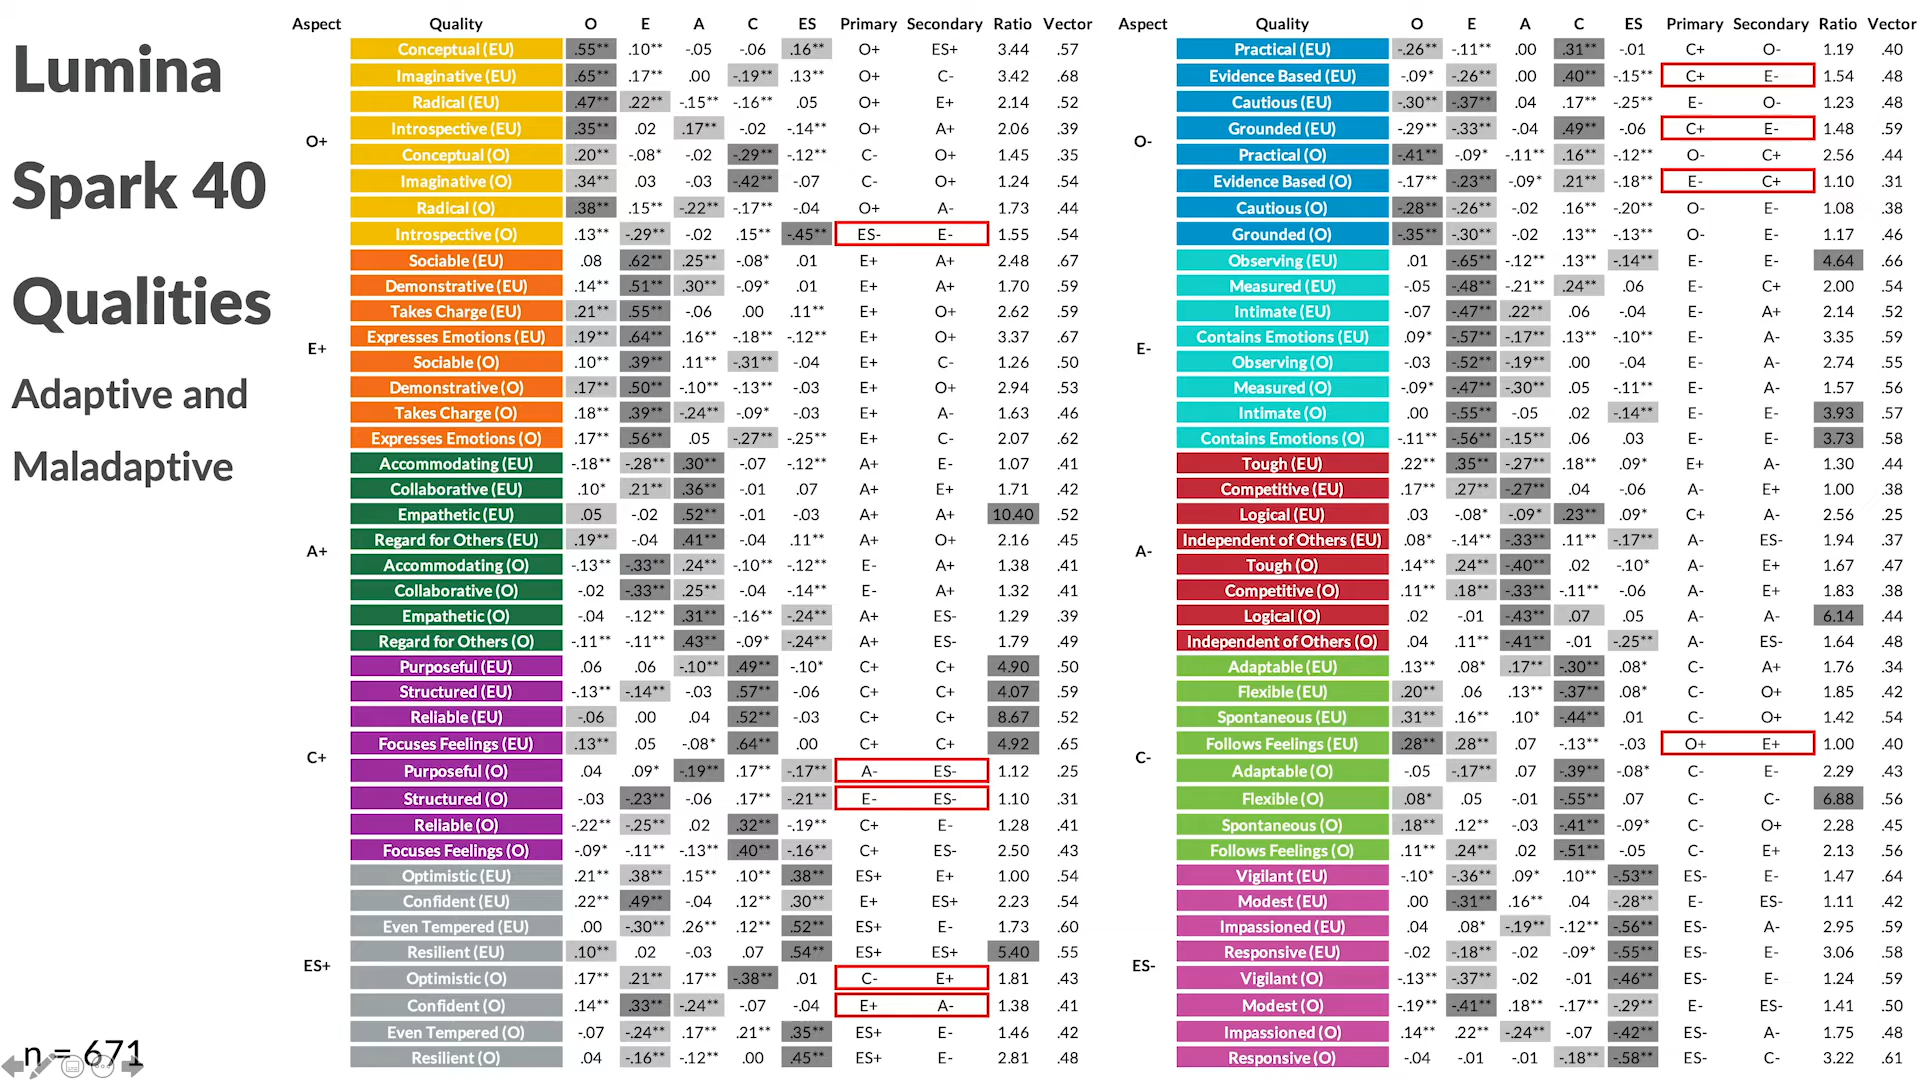 Lumina
Spark 40
Qualities
Adaptive and
Maladaptive
n = 671
Aspect Quality O E A C ES Primary Secondary Ratio Vector
O+
Conceptual (EU) .55** .10** -.05 -.06 .16** O+ ES+ 3.44 .57
Imaginative (EU) .65** .17** .00 -.19** .13** O+ C- 3.42 .68
Radical (EU) .47** .22** -.15** -.16** .05 O+ E+ 2.14 .52
Introspective (EU) .35** .02 .17** -.02 -.14** O+ A+ 2.06 .39
Conceptual (O) .20** -.08* -.02 -.29** -.12** C- O+ 1.45 .35
Imaginative (O) .34** .03 -.03 -.42** -.07 C- O+ 1.24 .54
Radical (O) .38** .15** -.22** -.17** -.04 O+ A- 1.73 .44
Introspective (O) .13** -.29** -.02 .15** -.45** ES- E- 1.55 .54
E+
Sociable (EU) .08 .62** .25** -.08* .01 E+ A+ 2.48 .67
Demonstrative (EU) .14** .51** .30** -.09* .01 E+ A+ 1.70 .59
Takes Charge (EU) .21** .55** -.06 .00 .11** E+ O+ 2.62 .59
Expresses Emotions (EU) .19** .64** .16** -.18** -.12** E+ O+ 3.37 .67
Sociable (O) .10** .39** .11** -.31** -.04 E+ C- 1.26 .50
Demonstrative (O) .17** .50** -.10** -.13** -.03 E+ O+ 2.94 .53
Takes Charge (O) .18** .39** -.24** -.09* -.03 E+ A- 1.63 .46
Expresses Emotions (O) .17** .56** .05 -.27** -.25** E+ C- 2.07 .62
A+
Accommodating (EU) -.18** -.28** .30** -.07 -.12** A+ E- 1.07 .41
Collaborative (EU) .10* .21** .36** -.01 .07 A+ E+ 1.71 .42
Empathetic (EU) .05 -.02 .52** -.01 -.03 A+ A+ 10.40 .52
Regard for Others (EU) .19** -.04 .41** -.04 .11** A+ O+ 2.16 .45
Accommodating (O) -.13** -.33** .24** -.10** -.12** E- A+ 1.38 .41
Collaborative (O) -.02 -.33** .25** -.04 -.14** E- A+ 1.32 .41
Empathetic (O) -.04 -.12** .31** -.16** -.24** A+ ES- 1.29 .39
Regard for Others (O) -.11** -.11** .43** -.09* -.24** A+ ES- 1.79 .49
C+
Purposeful (EU) .06 .06 -.10** .49** -.10* C+ C+ 4.90 .50
Structured (EU) -.13** -.14** -.03 .57** -.06 C+ C+ 4.07 .59
Reliable (EU) -.06 .00 .04 .52** -.03 C+ C+ 8.67 .52
Focuses Feelings (EU) .13** .05 -.08* .64** .00 C+ C+ 4.92 .65
Purposeful (O) .04 .09* -.19** .17** -.17** A- ES- 1.12 .25
Structured (O) -.03 -.23** -.06 .17** -.21** E- ES- 1.10 .31
Reliable (O) -.22** -.25** .02 .32** -.19** C+ E- 1.28 .41
Focuses Feelings (O) -.09* -.11** -.13** .40** -.16** C+ ES- 2.50 .43
ES+
Optimistic (EU) .21** .38** .15** .10** .38** ES+ E+ 1.00 .54
Confident (EU) .22** .49** -.04 .12** .30** E+ ES+ 2.23 .54
Even Tempered (EU) .00 -.30** .26** .12** .52** ES+ E- 1.73 .60
Resilient (EU) .10** .02 -.03 .07 .54** ES+ ES+ 5.40 .55
Optimistic (O) .17** .21** .17** -.38** .01 C- E+ 1.81 .43
Confident (O) .14** .33** -.24** -.07 -.04 E+ A- 1.38 .41
Even Tempered (O) -.07 -.24** .17** .21** .35** ES+ E- 1.46 .42
Resilient (O) .04 -.16** -.12** .00 .45** ES+ E- 2.81 .48
Aspect Quality O E A C ES Primary Secondary Ratio Vector
O-
Practical (EU) -.26** -.11** .00 .31** -.01 C+ O- 1.19 .40
Evidence Based (EU) -.09* -.26** .00 .40** -.15** C+ E- 1.54 .48
Cautious (EU) -.30** -.37** .04 .17** -.25** E- O- 1.23 .48
Grounded (EU) -.29** -.33** -.04 .49** -.06 C+ E- 1.48 .59
Practical (O) -.41** -.09* -.11** .16** -.12** O- C+ 2.56 .44
Evidence Based (O) -.17** -.23** -.09* .21** -.18** E- C+ 1.10 .31
Cautious (O) -.28** -.26** -.02 .16** -.20** O- E- 1.08 .38
Grounded (O) -.35** -.30** -.02 .13** -.13** O- E- 1.17 .46
E-
Observing (EU) .01 -.65** -.12** .13** -.14** E- E- 4.64 .66
Measured (EU) -.05 -.48** -.21** .24** .06 E- C+ 2.00 .54
Intimate (EU) -.07 -.47** .22** .06 -.04 E- A+ 2.14 .52
Contains Emotions (EU) .09* -.57** -.17** .13** -.10** E- A- 3.35 .59
Observing (O) -.03 -.52** -.19** .00 -.04 E- A- 2.74 .55
Measured (O) -.09* -.47** -.30** .05 -.11** E- A- 1.57 .56
Intimate (O) .00 -.55** -.05 .02 -.14** E- E- 3.93 .57
Contains Emotions (O) -.11** -.56** -.15** .06 .03 E- E- 3.73 .58
A-
Tough (EU) .22** .35** -.27** .18** .09* E+ A- 1.30 .44
Competitive (EU) .17** .27** -.27** .04 -.06 A- E+ 1.00 .38
Logical (EU) .03 -.08* -.09* .23** .09* C+ A- 2.56 .25
Independent of Others (EU) .08* -.14** -.33** .11** -.17** A- ES- 1.94 .37
Tough (O) .14** .24** -.40** .02 -.10* A- E+ 1.67 .47
Competitive (O) .11** .18** -.33** -.11** -.06 A- E+ 1.83 .38
Logical (O) .02 -.01 -.43** .07 .05 A- A- 6.14 .44
Independent of Others (O) .04 .11** -.41** -.01 -.25** A- ES- 1.64 .48
C-
Adaptable (EU) .13** .08* .17** -.30** .08* C- A+ 1.76 .34
Flexible (EU) .20** .06 .13** -.37** .08* C- O+ 1.85 .42
Spontaneous (EU) .31** .16** .10* -.44** .01 C- O+ 1.42 .54
Follows Feelings (EU) .28** .28** .07 -.13** -.03 O+ E+ 1.00 .40
Adaptable (O) -.05 -.17** .07 -.39** -.08* C- E- 2.29 .43
Flexible (O) .08* .05 -.01 -.55** .07 C- C- 6.88 .56
Spontaneous (O) .18** .12** -.03 -.41** -.09* C- O+ 2.28 .45
Follows Feelings (O) .11** .24** .02 -.51** -.05 C- E+ 2.13 .56
ES-
Vigilant (EU) -.10* -.36** .09* .10** -.53** ES- E- 1.47 .64
Modest (EU) .00 -.31** .16** .04 -.28** E- ES- 1.11 .42
Impassioned (EU) .04 .08* -.19** -.12** -.56** ES- A- 2.95 .59
Responsive (EU) -.02 -.18** -.02 -.09* -.55** ES- E- 3.06 .58
Vigilant (O) -.13** -.37** -.02 -.01 -.46** ES- E- 1.24 .59
Modest (O) -.19** -.41** .18** -.17** -.29** E- ES- 1.41 .50
Impassioned (O) .14** .22** -.24** -.07 -.42** ES- A- 1.75 .48
Responsive (O) -.04 -.01 -.01 -.18** -.58** ES- C- 3.22 .61